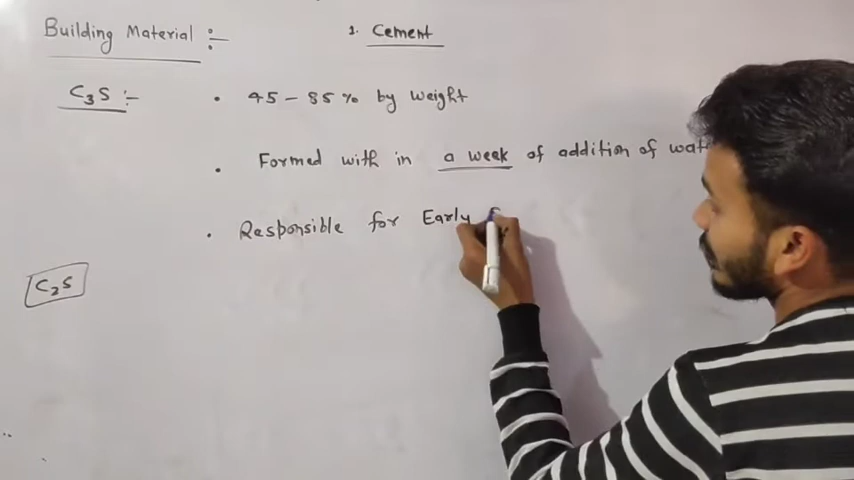 Building Material :-
1. Cement
C₃S :-
• 45 - 85 % by weight
• Formed with in a week of addition of wat
• Responsible for Early
C₂S